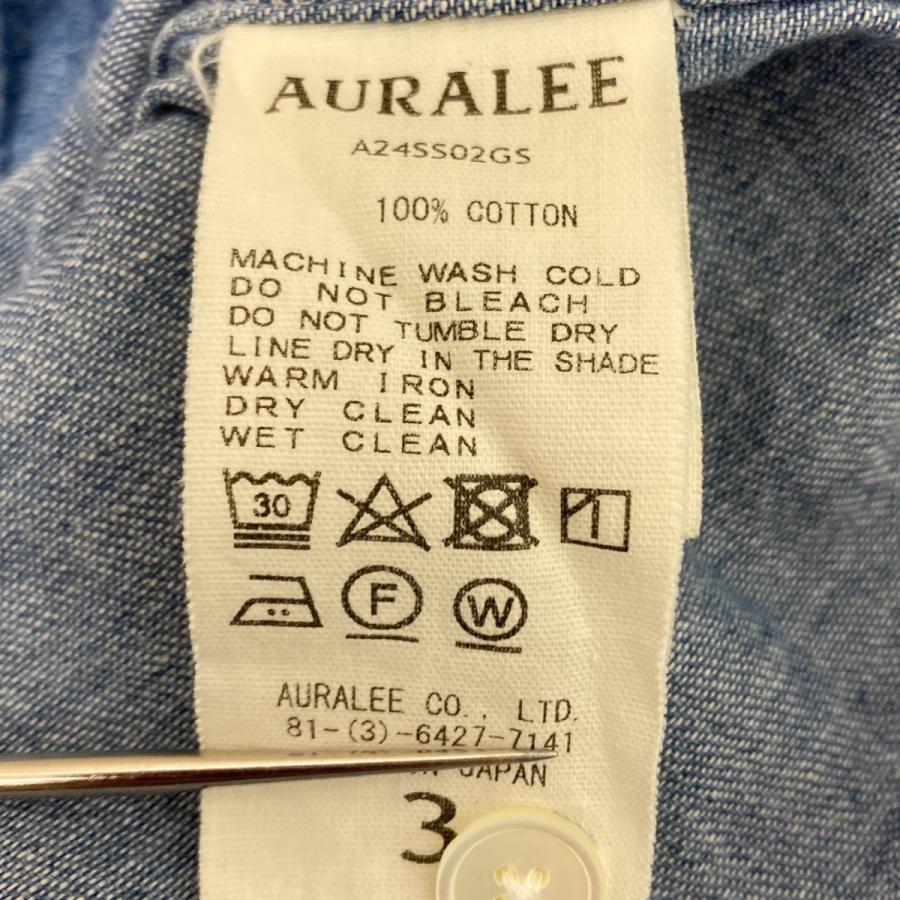 AURALEE
A24SS02GS
100% COTTON
MACHINE WASH COLD
DO NOT BLEACH
DO NOT TUMBLE DRY
LINE DRY IN THE SHADE
WARM IRON
DRY CLEAN
WET CLEAN
30
F W
AURALEE CO., LTD.
81-(3)-6427-7141
JAPAN
3